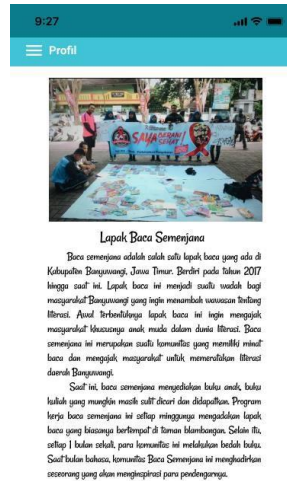 9:27
Profil
SAYA BERANI
SEHAT
Lapak Baca Semenjana
Baca semenjana adalah salah satu lapak baca yang ada di
Kabupaten Banyuwangi, Jawa Timur. Berdiri pada tahun 2017
hingga saat ini. Lapak baca ini menjadi suatu wadah bagi
masyarakat Banyuwangi yang ingin menambah wawasan tentang
literasi. Awal terbentuknya lapak baca ini ingin mengajak
masyarakat khususnya anak muda dalam dunia literasi. Baca
semenjana ini merupakan suatu komunitas yang memiliki minat
baca dan mengajak masyarakat untuk memeratakan literasi
daerah Banyuwangi.
Saat ini, baca semenjana menyediakan buku anak, buku
kuliah yang mungkin masih sulit dicari dan didapatkan. Program
kerja baca semenjana ini setiap minggunya mengadakan lapak
baca yang biasanya bertempat di taman blambangan. Selain itu,
setiap 1 bulan sekali, para komunitas ini melakukan bedah buku.
Saat bulan bahasa, komunitas Baca Semenjana ini menghadirkan
seseorang yang akan menginspirasi para pendengarnya.